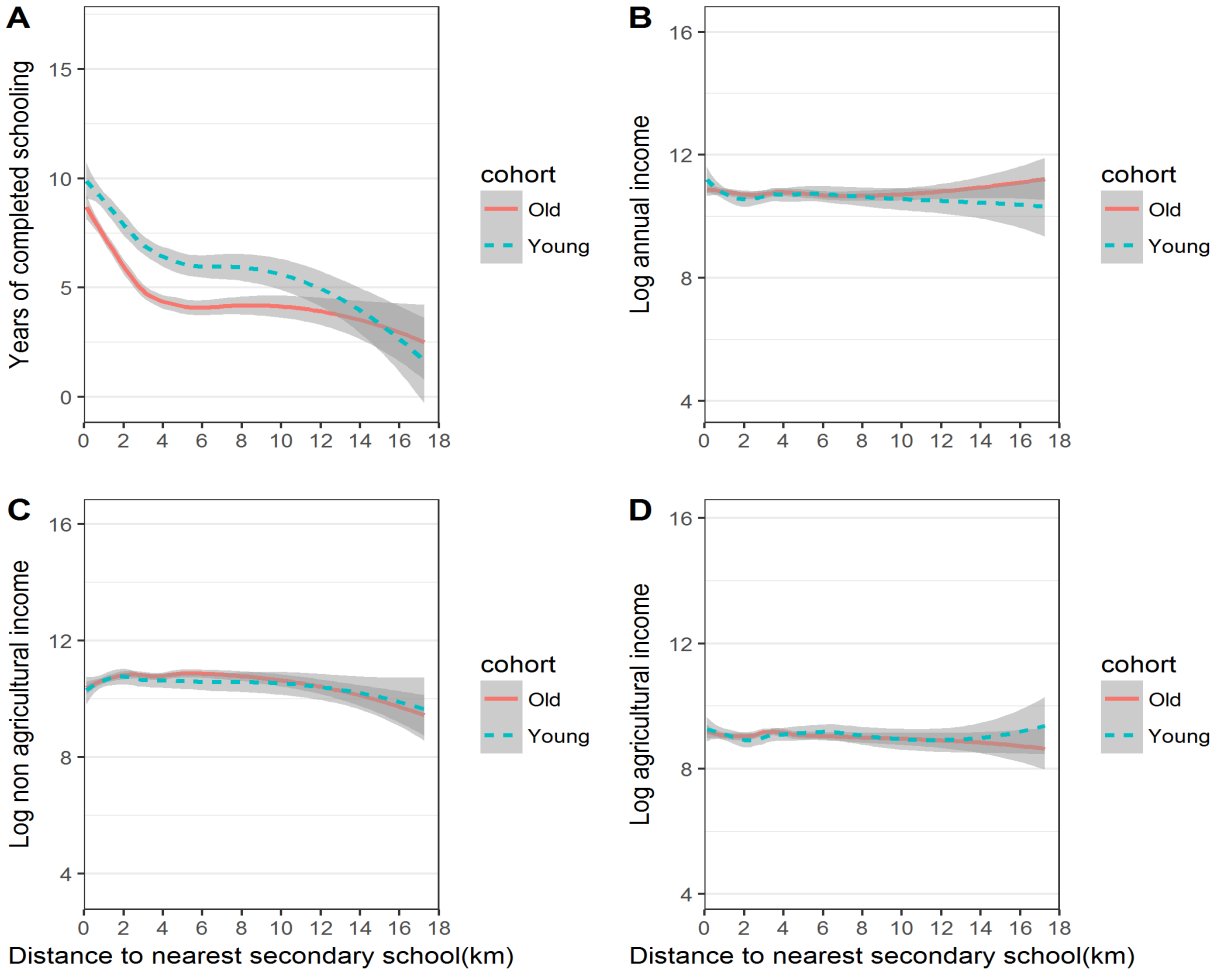 A
Years of completed schooling
15
10
5
0
0 2 4 6 8 10 12 14 16 18
cohort
Old
Young
B
Log annual income
16
12
8
4
0 2 4 6 8 10 12 14 16 18
cohort
Old
Young
C
Log non agricultural income
16
12
8
4
0 2 4 6 8 10 12 14 16 18
Distance to nearest secondary school(km)
cohort
Old
Young
D
Log agricultural income
16
12
8
4
0 2 4 6 8 10 12 14 16 18
Distance to nearest secondary school(km)
cohort
Old
Young